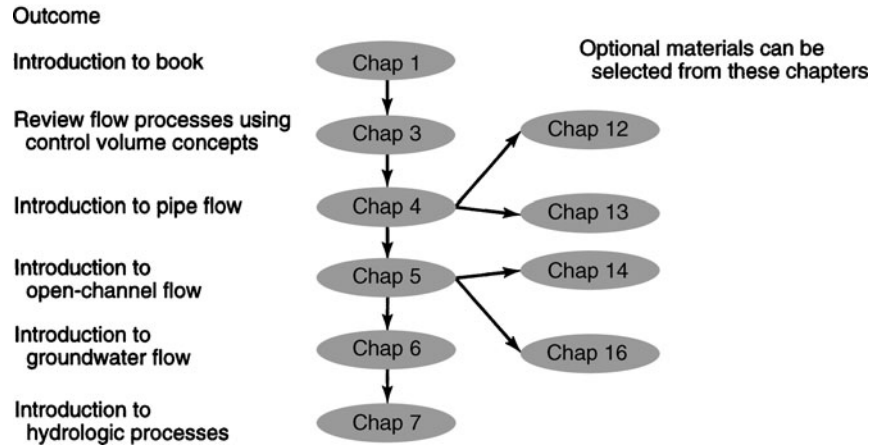 Outcome
Introduction to book
Chap 1
Optional materials can be
selected from these chapters
Review flow processes using
control volume concepts
Chap 3
Chap 12
Introduction to pipe flow
Chap 4
Chap 13
Introduction to
open-channel flow
Chap 5
Chap 14
Introduction to
groundwater flow
Chap 6
Chap 16
Introduction to
hydrologic processes
Chap 7